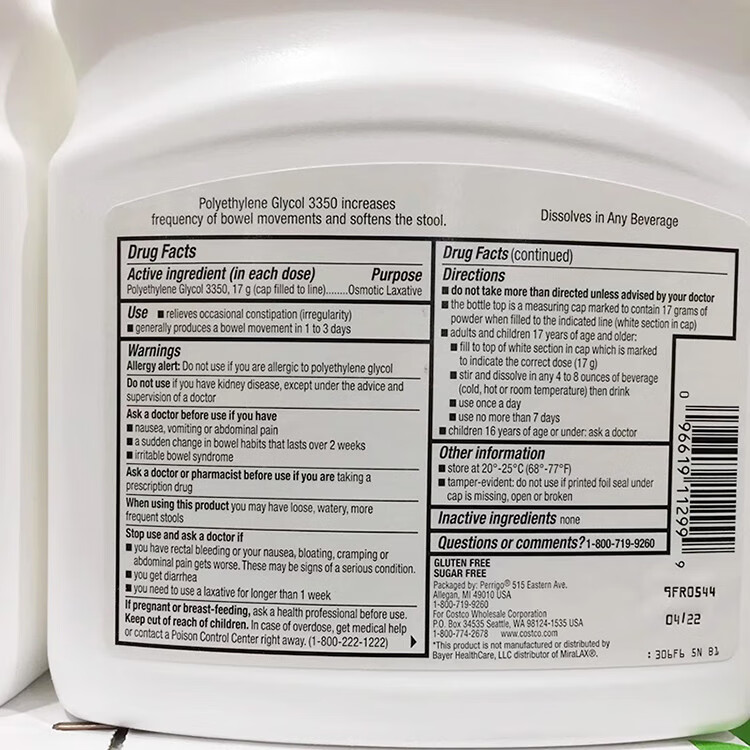 Polyethylene Glycol 3350 increases
frequency of bowel movements and softens the stool.
Dissolves in Any Beverage
Drug Facts
Active ingredient (in each dose) Purpose
Polyethylene Glycol 3350, 17 g (cap filled to line)........Osmotic Laxative
Use ■ relieves occasional constipation (irregularity)
■ generally produces a bowel movement in 1 to 3 days
Warnings
Allergy alert: Do not use if you are allergic to polyethylene glycol
Do not use if you have kidney disease, except under the advice and
supervision of a doctor
Ask a doctor before use if you have
■ nausea, vomiting or abdominal pain
■ a sudden change in bowel habits that lasts over 2 weeks
■ irritable bowel syndrome
Ask a doctor or pharmacist before use if you are taking a
prescription drug
When using this product you may have loose, watery, more
frequent stools
Stop use and ask a doctor if
■ you have rectal bleeding or your nausea, bloating, cramping or
abdominal pain gets worse. These may be signs of a serious condition.
■ you get diarrhea
■ you need to use a laxative for longer than 1 week
If pregnant or breast-feeding, ask a health professional before use.
Keep out of reach of children. In case of overdose, get medical help
or contact a Poison Control Center right away. (1-800-222-1222)
Drug Facts (continued)
Directions
■ do not take more than directed unless advised by your doctor
■ the bottle top is a measuring cap marked to contain 17 grams of
powder when filled to the indicated line (white section in cap)
■ adults and children 17 years of age and older:
■ fill to top of white section in cap which is marked
to indicate the correct dose (17 g)
■ stir and dissolve in any 4 to 8 ounces of beverage
(cold, hot or room temperature) then drink
■ use once a day
■ use no more than 7 days
■ children 16 years of age or under: ask a doctor
Other information
■ store at 20°-25°C (68°-77°F)
■ tamper-evident: do not use if printed foil seal under
cap is missing, open or broken
Inactive ingredients none
Questions or comments? 1-800-719-9260
GLUTEN FREE
SUGAR FREE
Packaged by: Perrigo® 515 Eastern Ave.
Allegan, MI 49010 USA
1-800-719-9260
For Costco Wholesale Corporation
P.O. Box 34535 Seattle, WA 98124-1535 USA
1-800-774-2678 www.costco.com
*This product is not manufactured or distributed by
Bayer HealthCare, LLC distributor of MiraLAX®.
0 96619 11299 9
9FR0544
04/22
: 306F6 SN B1